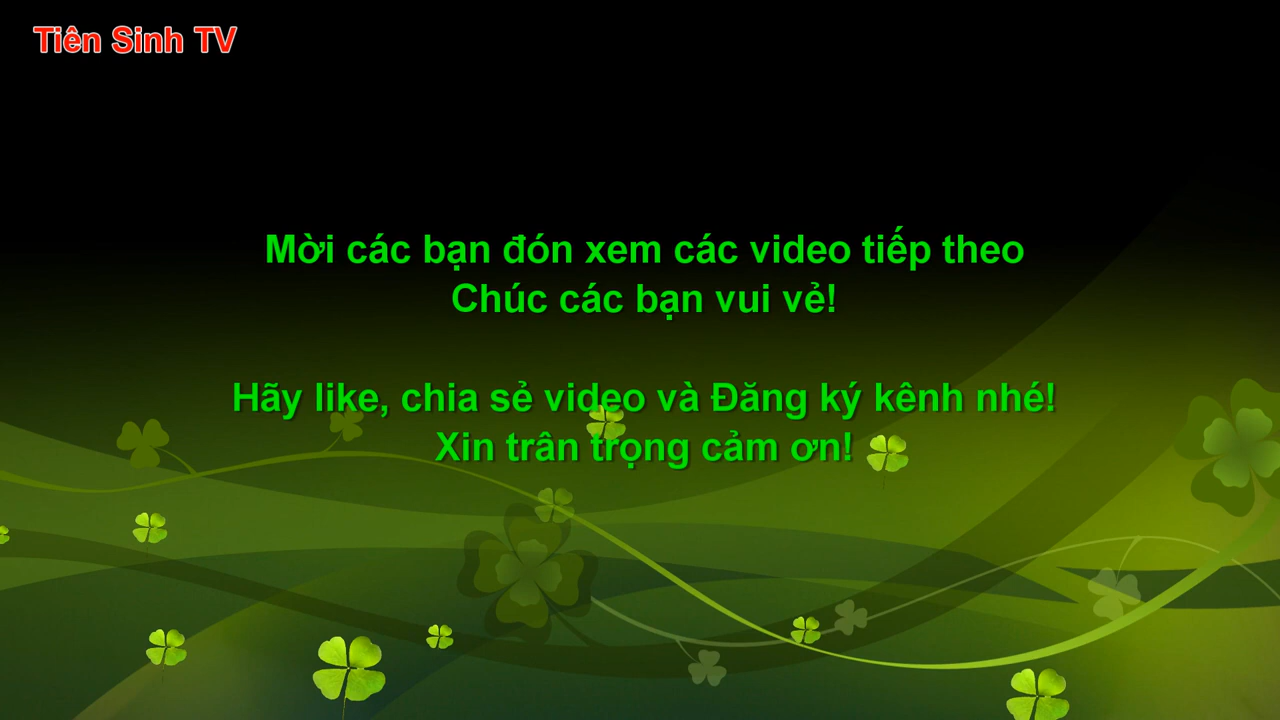 Tiên Sinh TV
Mời các bạn đón xem các video tiếp theo
Chúc các bạn vui vẻ!
Hãy like, chia sẻ video và Đăng ký kênh nhé!
Xin trân trọng cảm ơn!